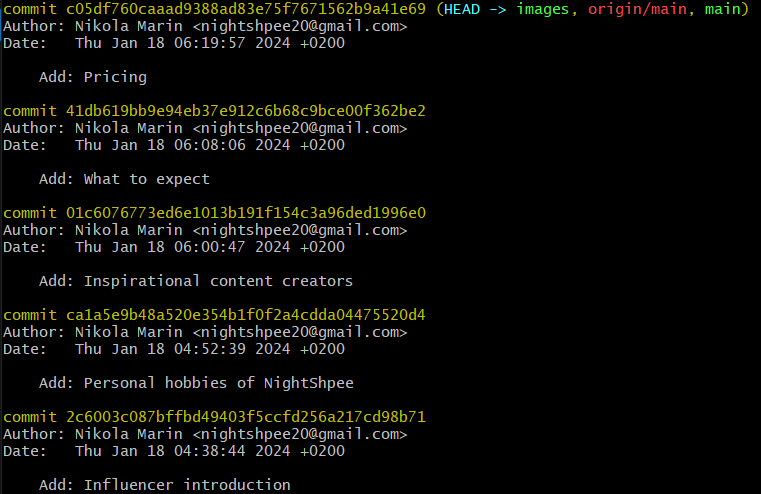 commit c05df760caaad9388ad83e75f7671562b9a41e69 (HEAD -> images, origin/main, main)
Author: Nikola Marin <nightshpee20@gmail.com>
Date:   Thu Jan 18 06:19:57 2024 +0200
    Add: Pricing
commit 41db619bb9e94eb37e912c6b68c9bce00f362be2
Author: Nikola Marin <nightshpee20@gmail.com>
Date:   Thu Jan 18 06:08:06 2024 +0200
    Add: What to expect
commit 01c6076773ed6e1013b191f154c3a96ded1996e0
Author: Nikola Marin <nightshpee20@gmail.com>
Date:   Thu Jan 18 06:00:47 2024 +0200
    Add: Inspirational content creators
commit ca1a5e9b48a520e354b1f0f2a4cdda04475520d4
Author: Nikola Marin <nightshpee20@gmail.com>
Date:   Thu Jan 18 04:52:39 2024 +0200
    Add: Personal hobbies of NightShpee
commit 2c6003c087bffbd49403f5ccfd256a217cd98b71
Author: Nikola Marin <nightshpee20@gmail.com>
Date:   Thu Jan 18 04:38:44 2024 +0200
    Add: Influencer introduction